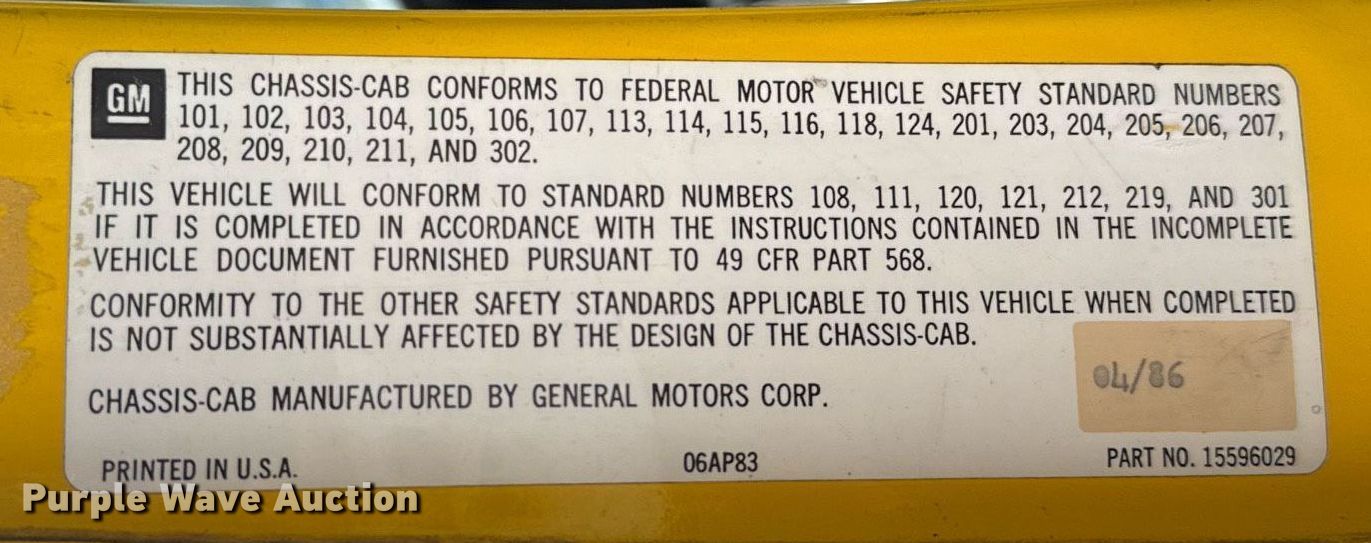 GM
THIS CHASSIS-CAB CONFORMS TO FEDERAL MOTOR VEHICLE SAFETY STANDARD NUMBERS
101, 102, 103, 104, 105, 106, 107, 113, 114, 115, 116, 118, 124, 201, 203, 204, 205, 206, 207,
208, 209, 210, 211, AND 302.
THIS VEHICLE WILL CONFORM TO STANDARD NUMBERS 108, 111, 120, 121, 212, 219, AND 301
IF IT IS COMPLETED IN ACCORDANCE WITH THE INSTRUCTIONS CONTAINED IN THE INCOMPLETE
VEHICLE DOCUMENT FURNISHED PURSUANT TO 49 CFR PART 568.
CONFORMITY TO THE OTHER SAFETY STANDARDS APPLICABLE TO THIS VEHICLE WHEN COMPLETED
IS NOT SUBSTANTIALLY AFFECTED BY THE DESIGN OF THE CHASSIS-CAB.
04/86
CHASSIS-CAB MANUFACTURED BY GENERAL MOTORS CORP.
PRINTED IN U.S.A. 06AP83 PART NO. 15596029
Purple Wave Auction